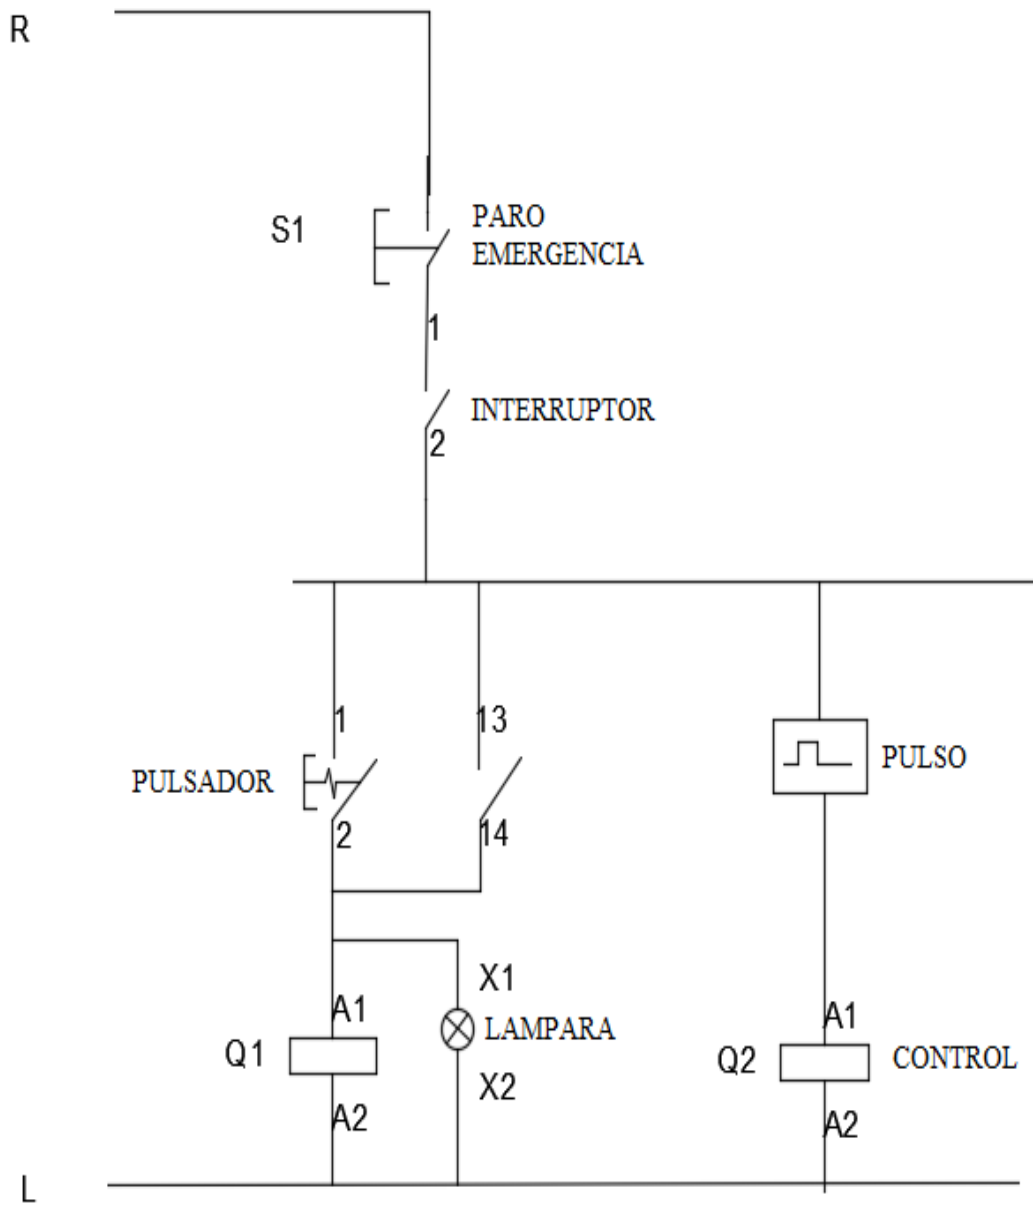 R
S1
PARO
EMERGENCIA
1
INTERRUPTOR
2
1
13
PULSADOR
PULSO
2
14
X1
A1
LAMPARA
A1
Q1
Q2
CONTROL
X2
A2
A2
L